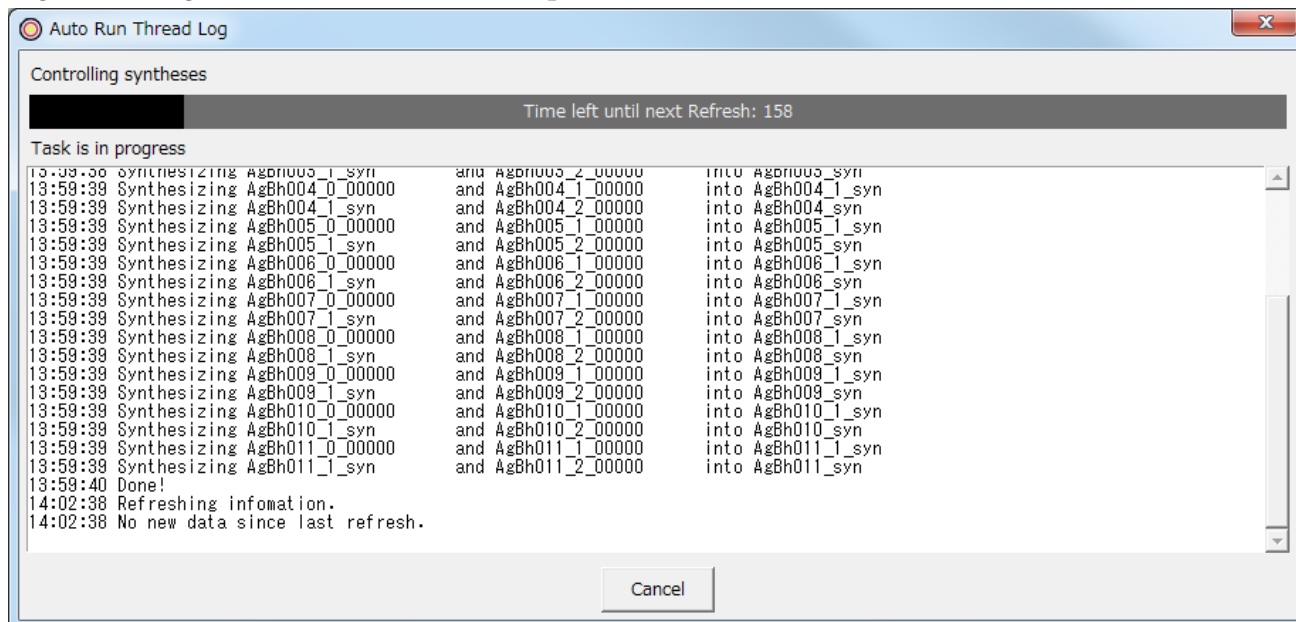 Auto Run Thread Log
Controlling syntheses
Time left until next Refresh: 158
Task is in progress
13:59:38 Synthesizing AgBh003_1_syn and AgBh003_2_00000 into AgBh003_syn
13:59:39 Synthesizing AgBh004_0_00000 and AgBh004_1_00000 into AgBh004_1_syn
13:59:39 Synthesizing AgBh004_1_syn and AgBh004_2_00000 into AgBh004_syn
13:59:39 Synthesizing AgBh005_0_00000 and AgBh005_1_00000 into AgBh005_1_syn
13:59:39 Synthesizing AgBh005_1_syn and AgBh005_2_00000 into AgBh005_syn
13:59:39 Synthesizing AgBh006_0_00000 and AgBh006_1_00000 into AgBh006_1_syn
13:59:39 Synthesizing AgBh006_1_syn and AgBh006_2_00000 into AgBh006_syn
13:59:39 Synthesizing AgBh007_0_00000 and AgBh007_1_00000 into AgBh007_1_syn
13:59:39 Synthesizing AgBh007_1_syn and AgBh007_2_00000 into AgBh007_syn
13:59:39 Synthesizing AgBh008_0_00000 and AgBh008_1_00000 into AgBh008_1_syn
13:59:39 Synthesizing AgBh008_1_syn and AgBh008_2_00000 into AgBh008_syn
13:59:39 Synthesizing AgBh009_0_00000 and AgBh009_1_00000 into AgBh009_1_syn
13:59:39 Synthesizing AgBh009_1_syn and AgBh009_2_00000 into AgBh009_syn
13:59:39 Synthesizing AgBh010_0_00000 and AgBh010_1_00000 into AgBh010_1_syn
13:59:39 Synthesizing AgBh010_1_syn and AgBh010_2_00000 into AgBh010_syn
13:59:39 Synthesizing AgBh011_0_00000 and AgBh011_1_00000 into AgBh011_1_syn
13:59:39 Synthesizing AgBh011_1_syn and AgBh011_2_00000 into AgBh011_syn
13:59:40 Done!
14:02:38 Refreshing infomation.
14:02:38 No new data since last refresh.
Cancel